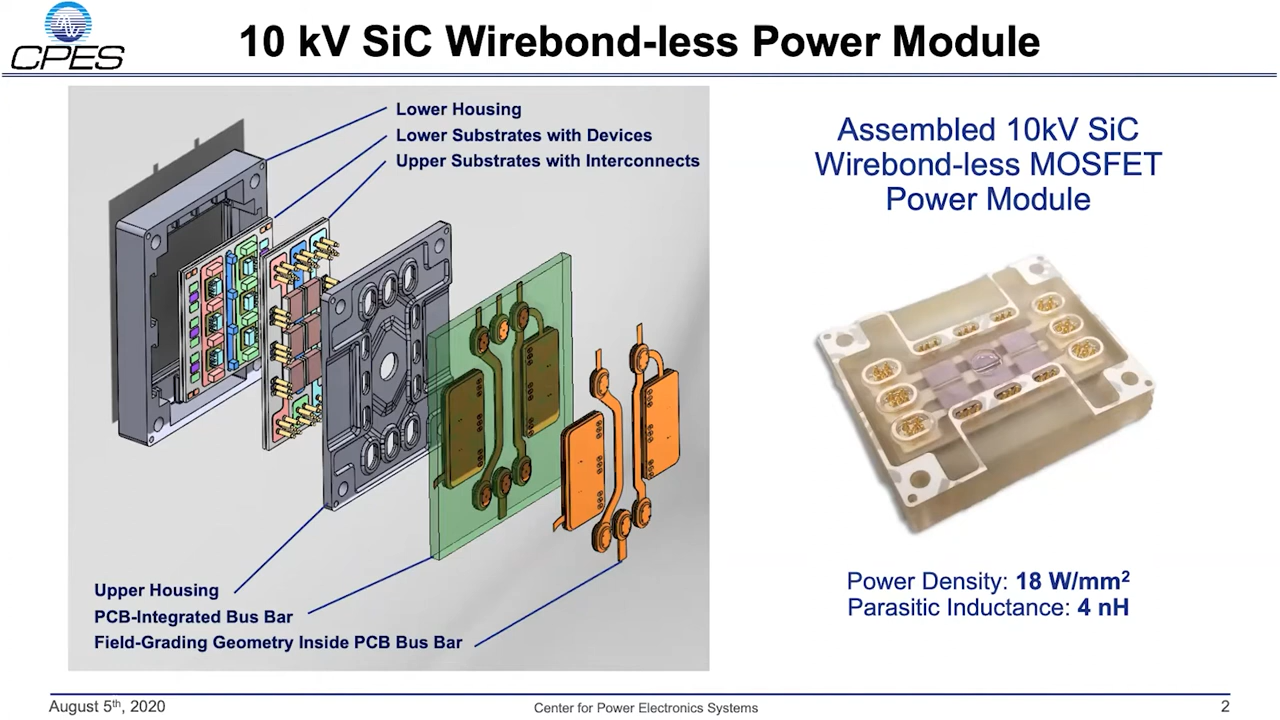 CPES
10 kV SiC Wirebond-less Power Module
Lower Housing
Lower Substrates with Devices
Upper Substrates with Interconnects
Upper Housing
PCB-Integrated Bus Bar
Field-Grading Geometry Inside PCB Bus Bar
Assembled 10kV SiC
Wirebond-less MOSFET
Power Module
Power Density: 18 W/mm²
Parasitic Inductance: 4 nH
August 5th, 2020
Center for Power Electronics Systems
2